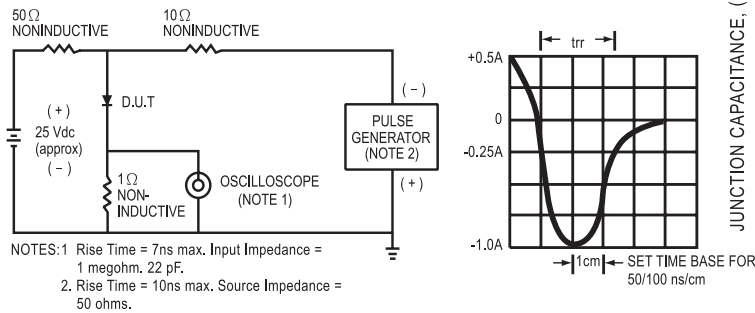 50Ω
NONINDUCTIVE
10Ω
NONINDUCTIVE
(+)
25 Vdc
(approx)
(−)
D.U.T
1Ω
NON-
INDUCTIVE
OSCILLOSCOPE
(NOTE 1)
(−)
PULSE
GENERATOR
(NOTE 2)
(+)
NOTES:1 Rise Time = 7ns max. Input Impedance =
1 megohm. 22 pF.
2. Rise Time = 10ns max. Source Impedance =
50 ohms.
trr
+0.5A
0
-0.25A
-1.0A
1cm
SET TIME BASE FOR
50/100 ns/cm
JUNCTION CAPACITANCE, (